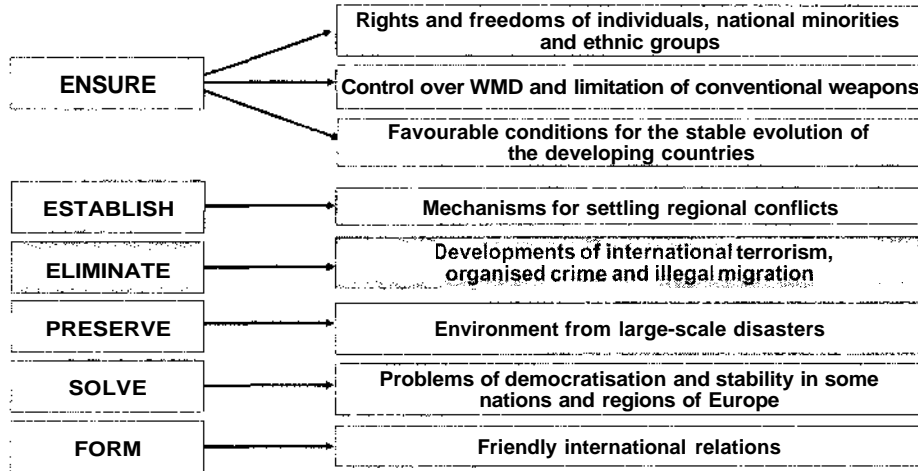 ENSURE
Rights and freedoms of individuals, national minorities
and ethnic groups
Control over WMD and limitation of conventional weapons
Favourable conditions for the stable evolution of
the developing countries
ESTABLISH
Mechanisms for settling regional conflicts
ELIMINATE
Developments of international terrorism,
organised crime and illegal migration
PRESERVE
Environment from large-scale disasters
SOLVE
Problems of democratisation and stability in some
nations and regions of Europe
FORM
Friendly international relations